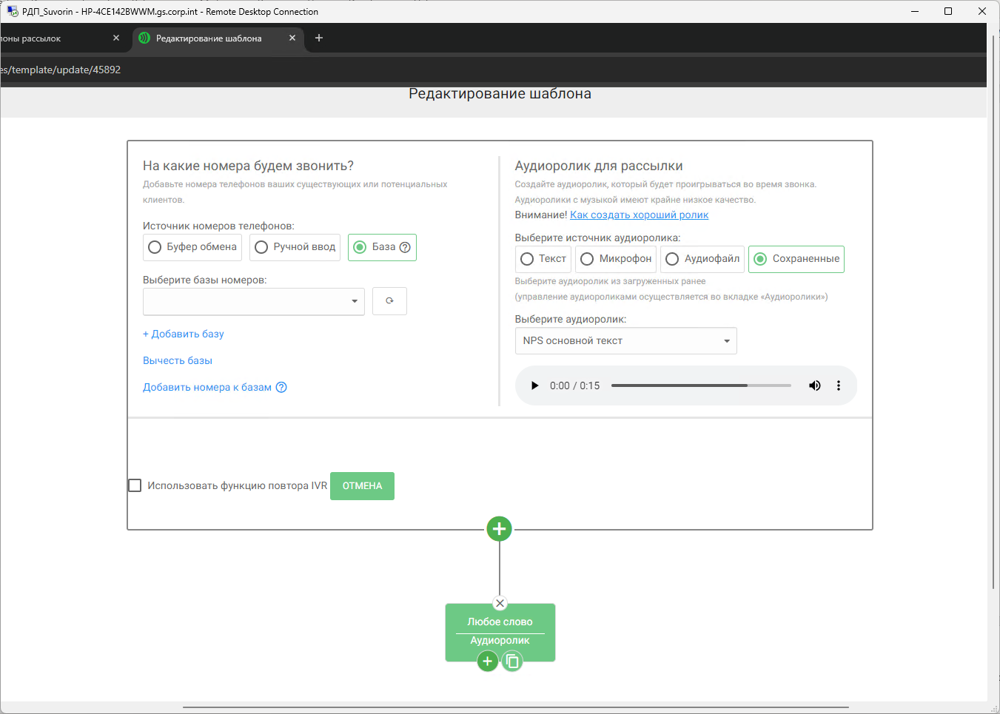 РДП_Suvorin - HP-4CE142BWWM.gs.corp.int - Remote Desktop Connection
лоны рассылок
Редактирование шаблона
es/template/update/45892
Редактирование шаблона
На какие номера будем звонить?
Добавьте номера телефонов ваших существующих или потенциальных
клиентов.
Источник номеров телефонов:
Буфер обмена
Ручной ввод
База
Выберите базы номеров:
+ Добавить базу
Вычесть базы
Добавить номера к базам
Аудиоролик для рассылки
Создайте аудиоролик, который будет проигрываться во время звонка.
Аудиоролики с музыкой имеют крайне низкое качество.
Внимание! Как создать хороший ролик
Выберите источник аудиоролика:
Текст
Микрофон
Аудиофайл
Сохраненные
Выберите аудиоролик из загруженных ранее
(управление аудиороликами осуществляется во вкладке «Аудиоролики»)
Выберите аудиоролик:
NPS основной текст
0:00 / 0:15
Использовать функцию повтора IVR
ОТМЕНА
Любое слово
Аудиоролик